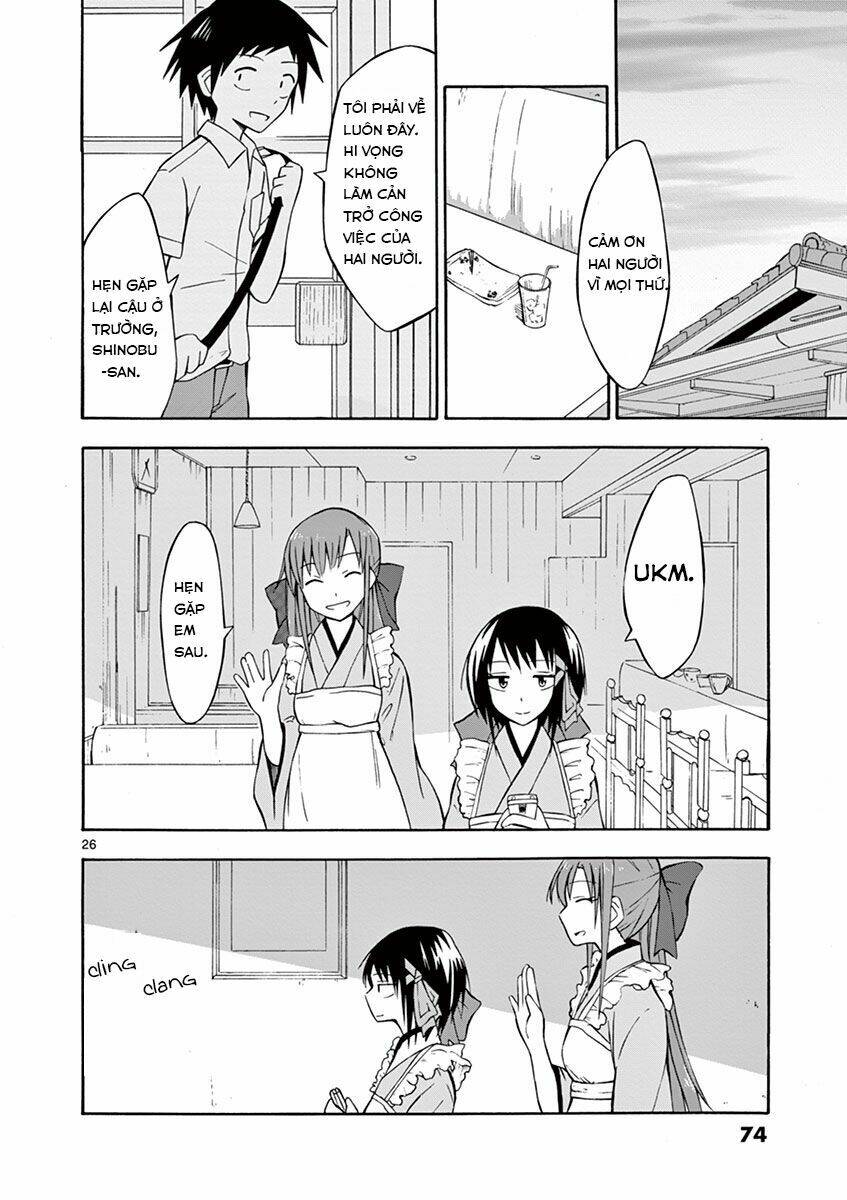 CẢM ƠN
HAI NGƯỜI
VÌ MỌI THỨ.
TÔI PHẢI VỀ
LUÔN ĐÂY.
HI VỌNG
KHÔNG
LÀM CẢN
TRỞ CÔNG
VIỆC CỦA
HAI NGƯỜI.
HẸN GẶP
LẠI CẬU Ở
TRƯỜNG,
SHINOBU
-SAN.
UKM.
HẸN
GẶP
EM
SAU.
26
cling
clang
74